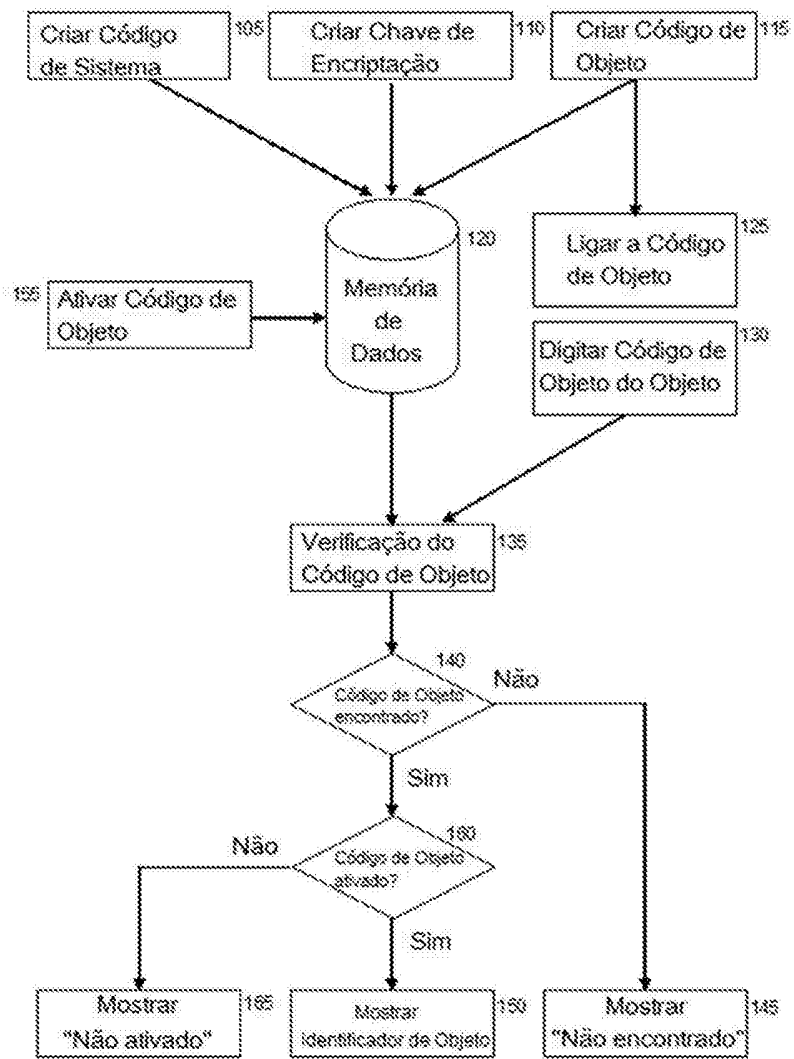 Criar Código
de Sistema
105
Criar Chave de
Encriptação
110
Criar Código de
Objeto
115
120
Memória
de
Dados
Ligar a Código
de Objeto
125
155
Ativar Código de
Objeto
Digitar Código de
Objeto do Objeto
130
Verificação do
Código de Objeto
135
140
Código de Objeto
encontrado?
Não
Sim
160
Não
Código de Objeto
ativado?
Sim
Mostrar
"Não ativado"
165
Mostrar
Identificador de Objeto
150
Mostrar
"Não encontrado"
145